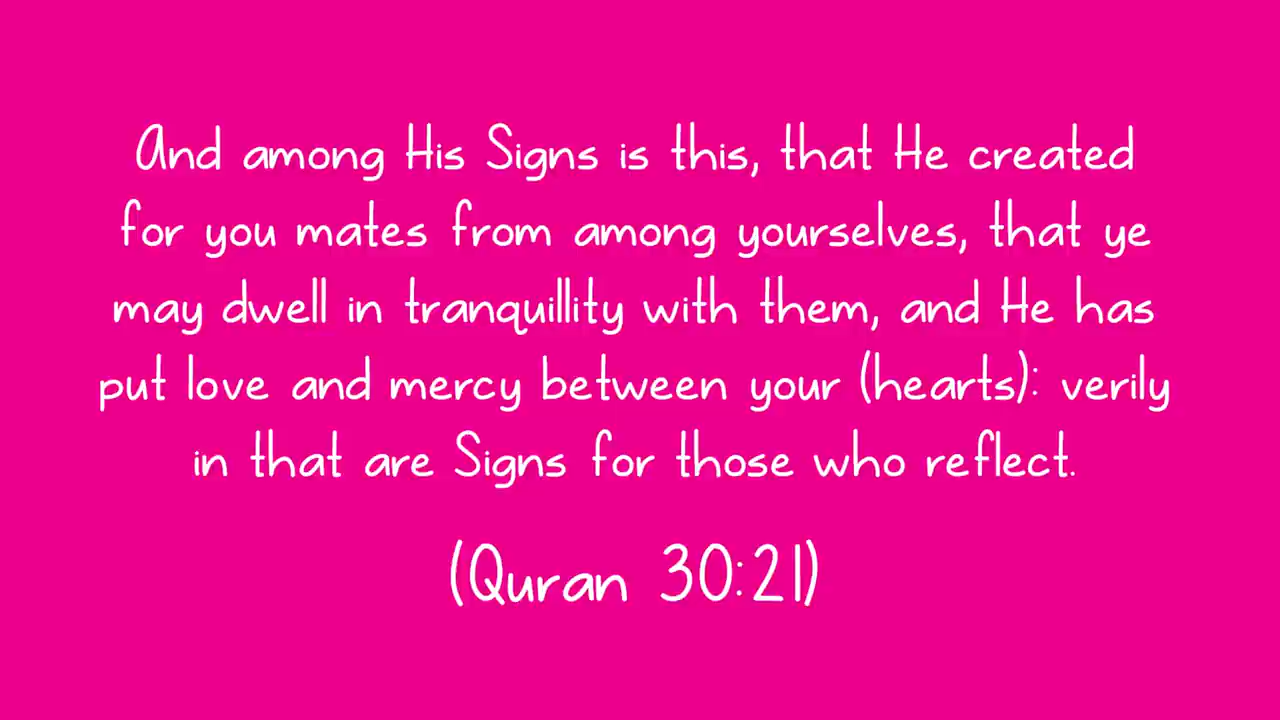 And among His Signs is this, that He created
for you mates from among yourselves, that ye
may dwell in tranquillity with them, and He has
put love and mercy between your (hearts): verily
in that are Signs for those who reflect.
(Quran 30:21)